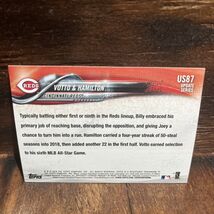 REDS
VOTTO & HAMILTON
CINCINNATI REDS
US87
UPDATE
SERIES
Typically batting either first or ninth in the Reds lineup, Billy embraced his
primary job of reaching base, disrupting the opposition, and giving Joey a
chance to turn him into a run. Hamilton carried a four-year streak of 50-steal
seasons into 2018, then added another 22 in the first half. Votto earned selection
to his sixth MLB All-Star Game.
Topps